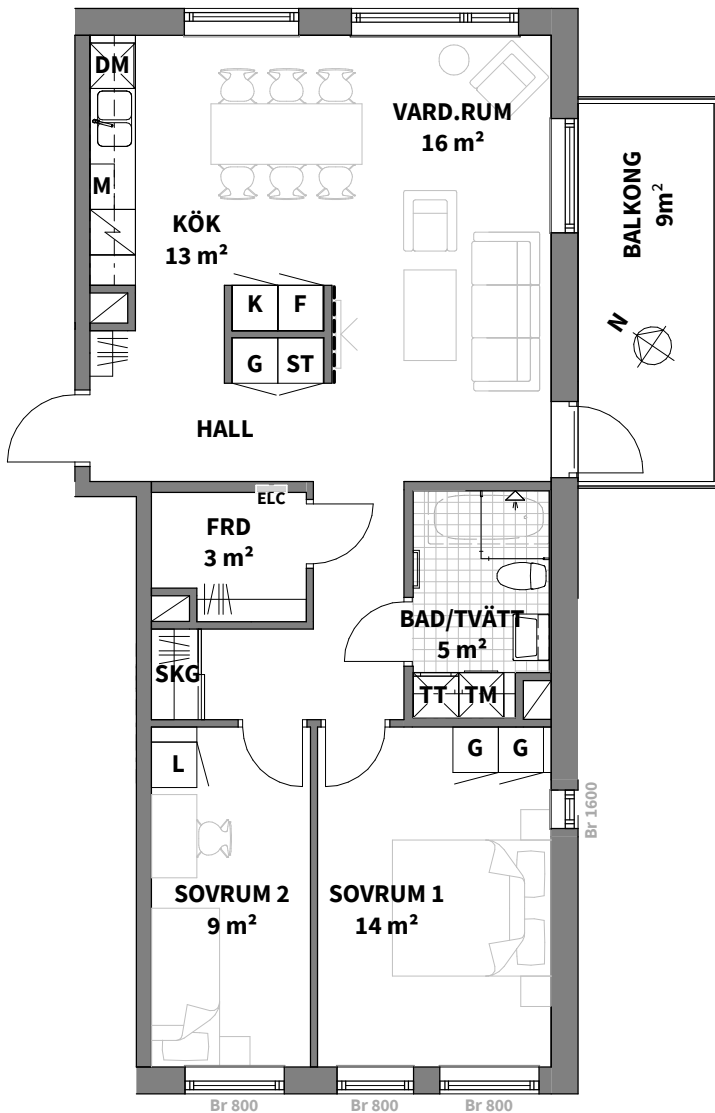 DM
VARD.RUM
16 m²
BALKONG
9m²
M
KÖK
13 m²
K
F
N
G
ST
HALL
ELC
FRD
3 m²
BAD/TVÄTT
5 m²
SKG
TT
TM
L
G
G
Br 1600
SOVRUM 2
9 m²
SOVRUM 1
14 m²
Br 800
Br 800
Br 800